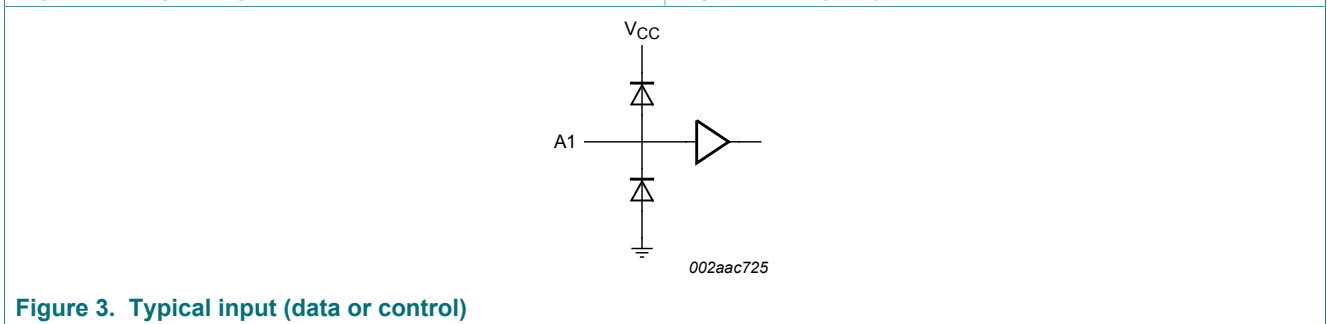 VCC
A1
002aac725
Figure 3. Typical input (data or control)